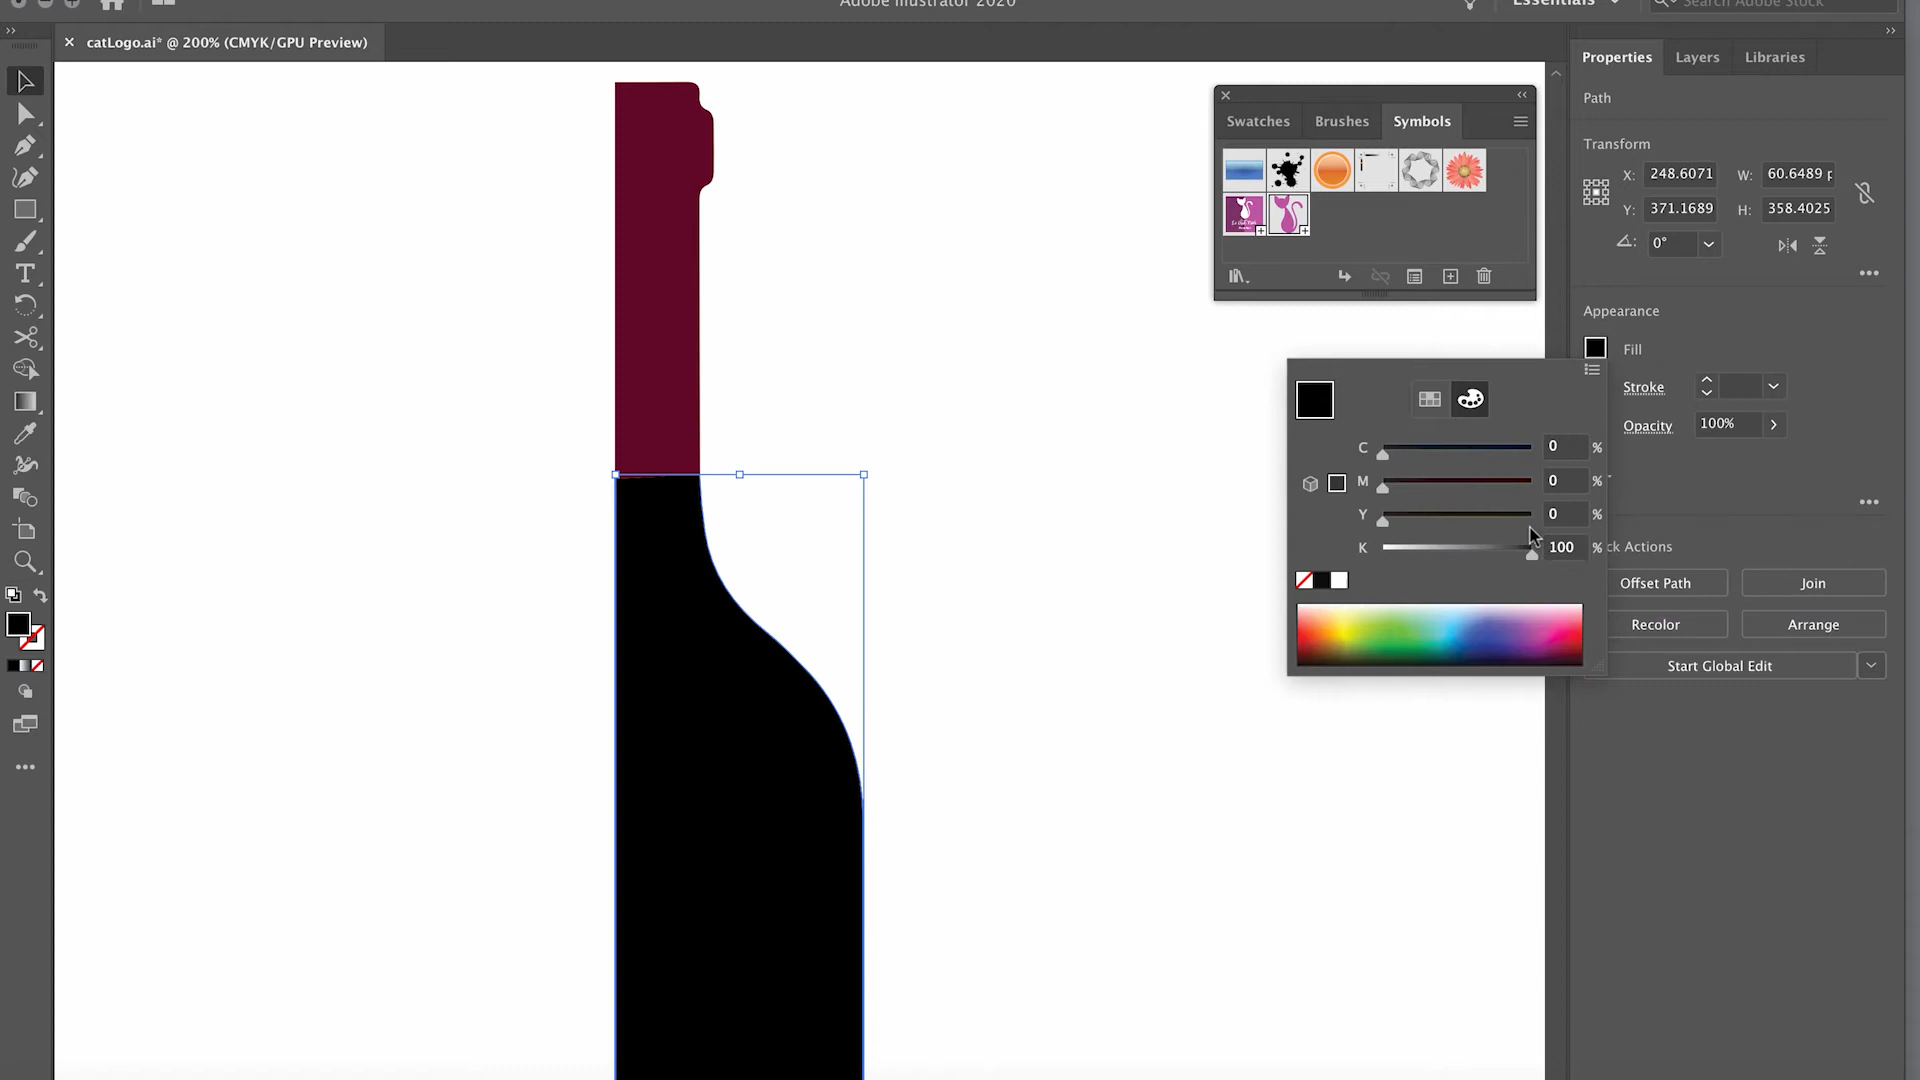 Adobe Illustrator 2020
Essentials
Search Adobe Stock
catLogo.ai* @ 200% (CMYK/GPU Preview)
Properties
Layers
Libraries
Path
Transform
X: 248.6071
W: 60.6489 p
Y: 371.1689
H: 358.4025
0°
Swatches
Brushes
Symbols
Appearance
Fill
Stroke
Opacity
100%
C 0 %
M 0 %
Y 0 %
K 100 %
ck Actions
Offset Path
Join
Recolor
Arrange
Start Global Edit
T